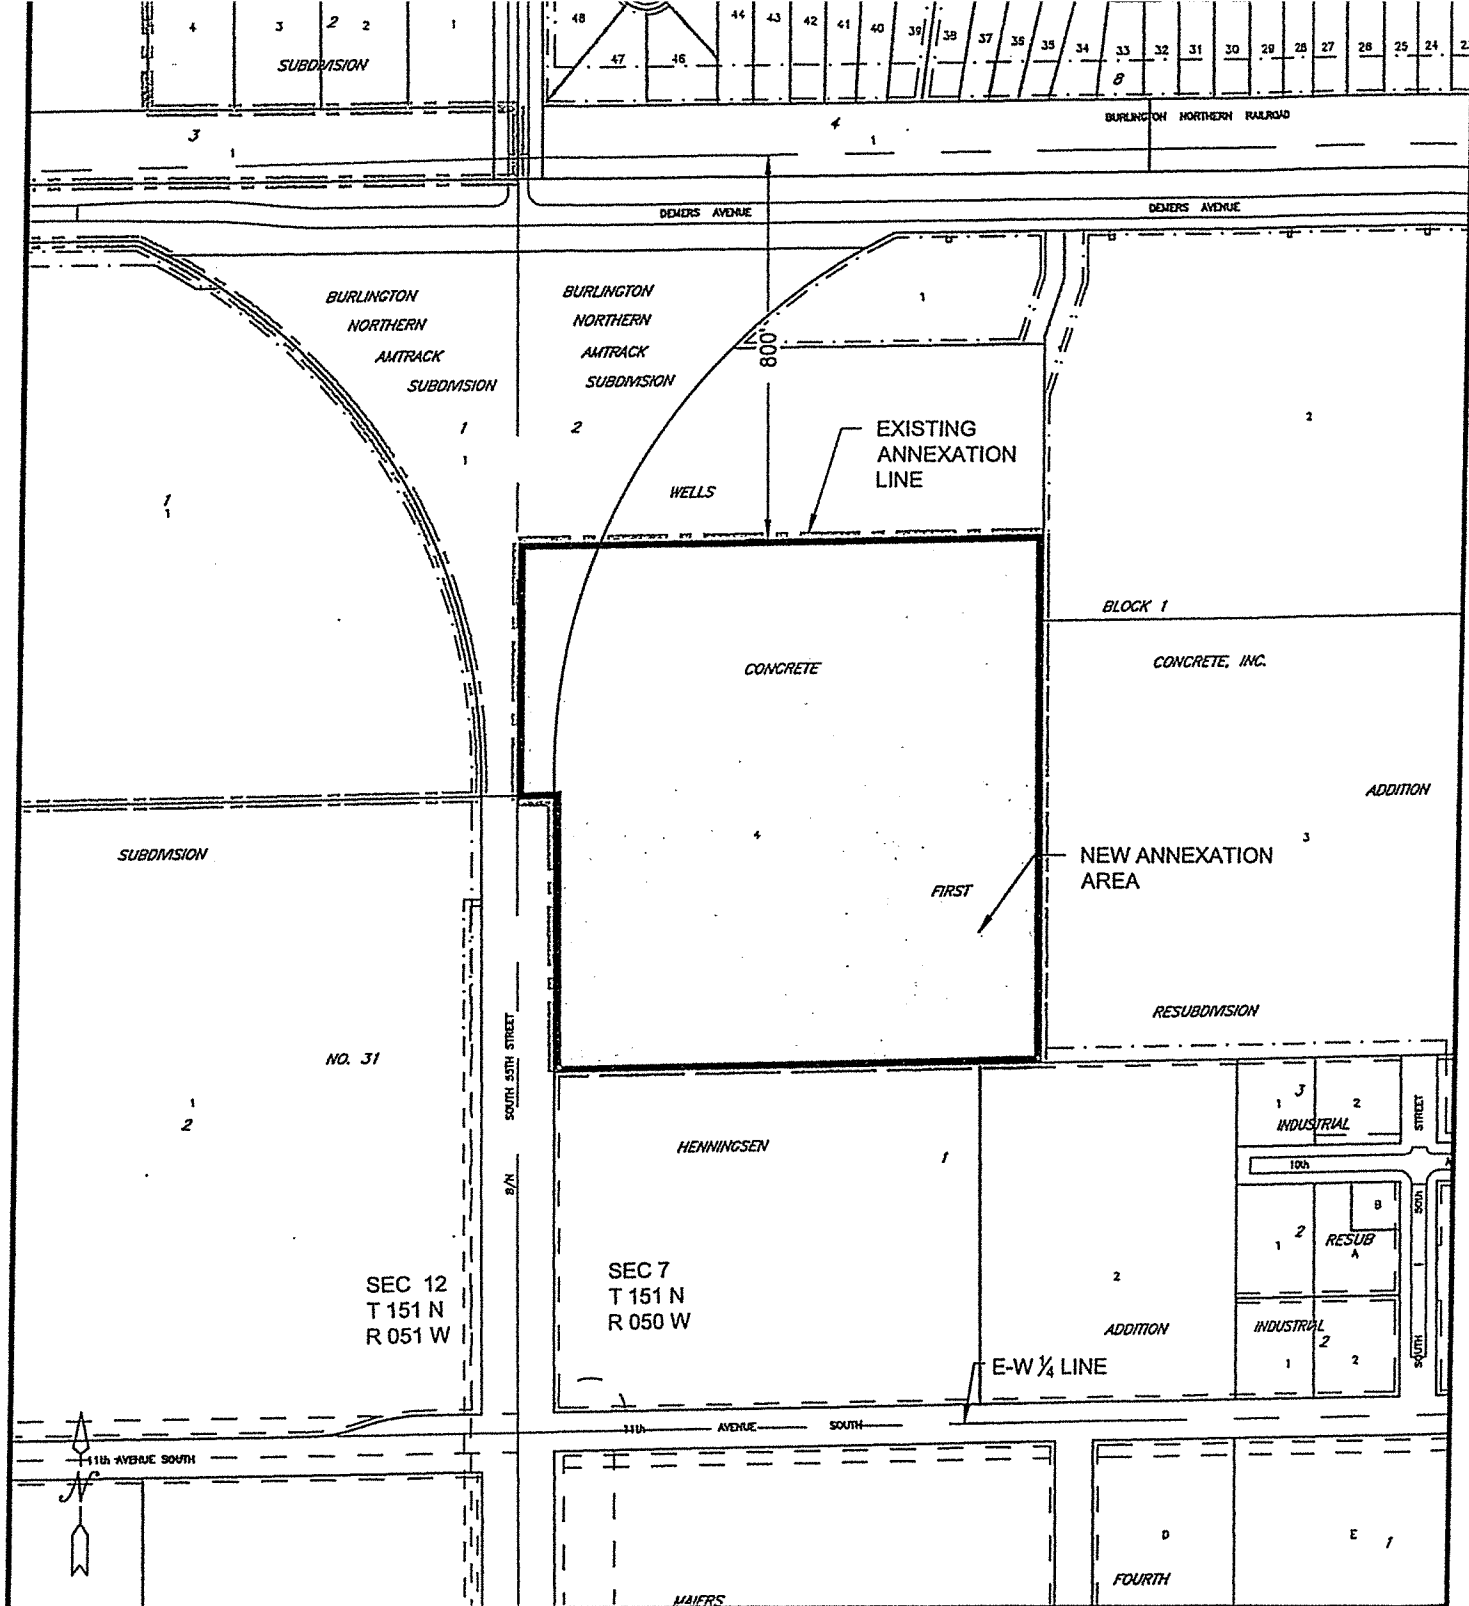 4
3
2
2
1
SUBDIVISION
48
47
46
44
43
42
41
40
39
38
37
36
35
34
33
32
31
30
29
28
27
26
25
24
8
3
1
4
1
BURLINGTON NORTHERN RAILROAD
DEMERS AVENUE
DEMERS AVENUE
BURLINGTON
NORTHERN
AMTRACK
SUBDIVISION
1
1
BURLINGTON
NORTHERN
AMTRACK
SUBDIVISION
2
1
800'
EXISTING
ANNEXATION
LINE
2
WELLS
1
1
BLOCK 1
CONCRETE
CONCRETE, INC.
ADDITION
4
3
SUBDIVISION
NEW ANNEXATION
AREA
FIRST
RESUBDIVISION
SOUTH 55TH STREET
B/N
NO. 31
1
2
HENNINGSEN
1
3
1
2
INDUSTRIAL
STREET
10th
50th
SOUTH
B
2
1
RESUB
A
SEC 12
T 151 N
R 051 W
SEC 7
T 151 N
R 050 W
2
ADDITION
INDUSTRIAL
2
1
2
E-W ¼ LINE
11th AVENUE SOUTH
11th AVENUE SOUTH
N
D
E
1
FOURTH
MAIERS